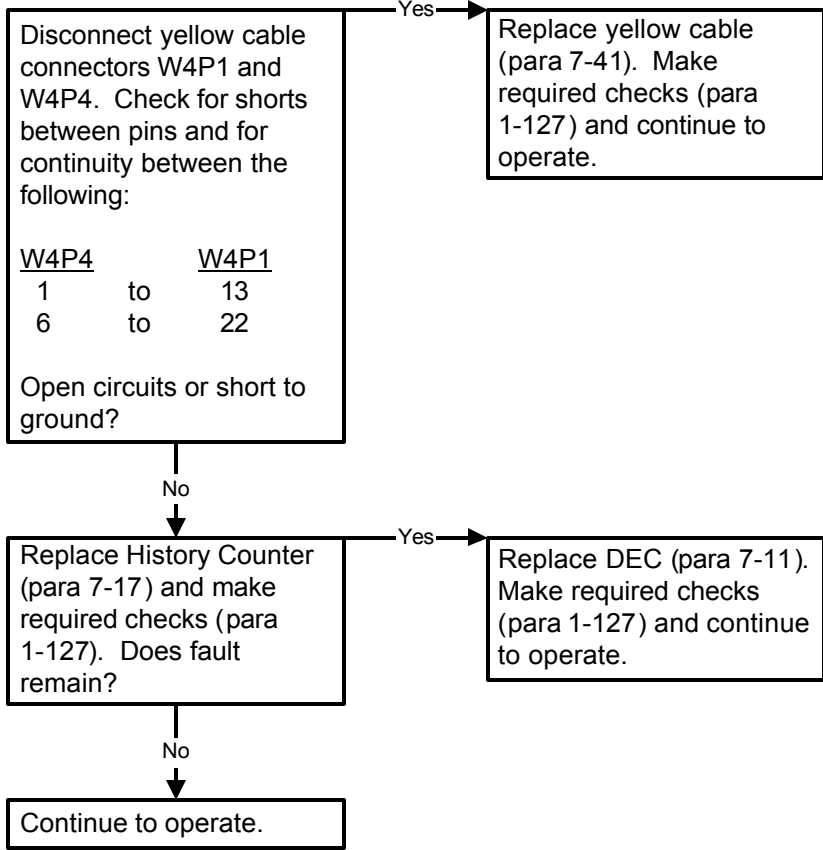 Disconnect yellow cable
connectors W4P1 and
W4P4. Check for shorts
between pins and for
continuity between the
following:
W4P4 W4P1
1 to 13
6 to 22
Open circuits or short to
ground?
Yes
Replace yellow cable
(para 7-41). Make
required checks (para
1-127) and continue to
operate.
No
Replace History Counter
(para 7-17) and make
required checks (para
1-127). Does fault
remain?
Yes
Replace DEC (para 7-11).
Make required checks
(para 1-127) and continue
to operate.
No
Continue to operate.